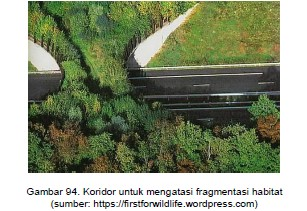 Gambar 94. Koridor untuk mengatasi fragmentasi habitat
(sumber: https://firstforwildlife.wordpress.com)